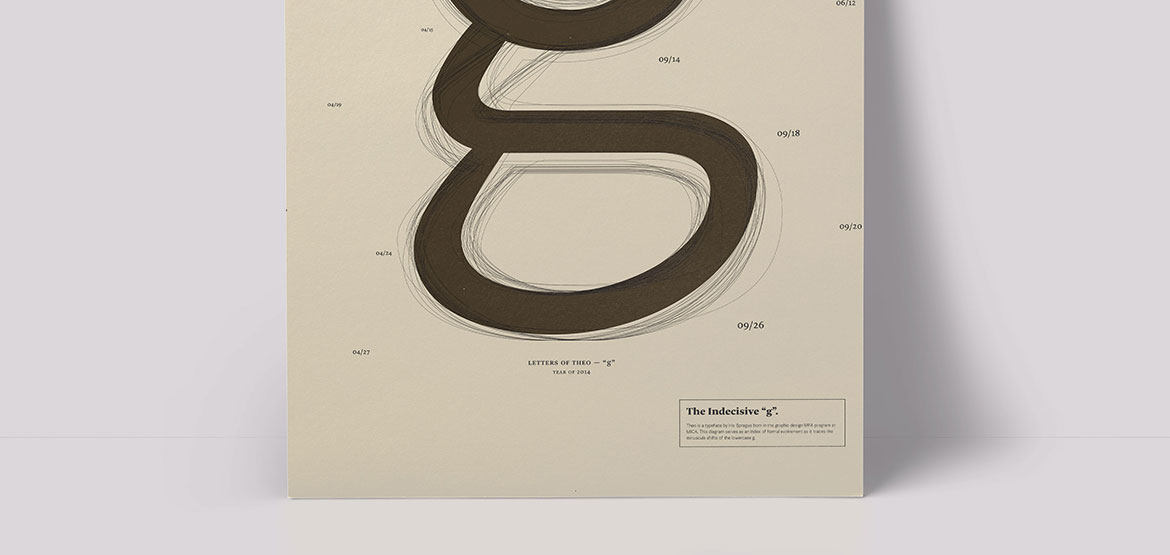 06/12
04/15
09/14
04/19
09/18
09/20
04/24
09/26
04/27
LETTERS OF THEO — “g”
YEAR OF 2014
The Indecisive “g”.
Theo is a typeface by Iris Sprague born in the graphic design MFA program at
MICA. This diagram serves as an index of formal excitement as it traces the
minuscule shifts of the lowercase g.